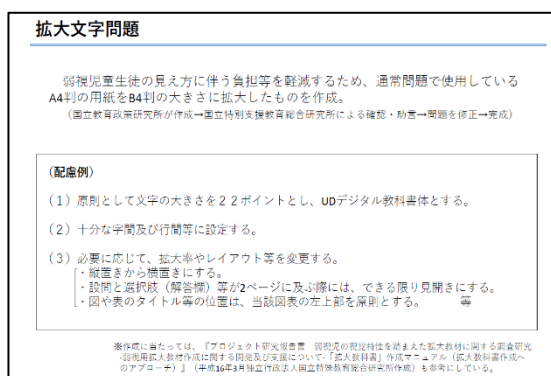 拡大文字問題
弱視児童生徒の見え方に伴う負担等を軽減するため、通常問題で使用している
A4判の用紙をB4判の大きさに拡大したものを作成。
（国立教育政策研究所が作成→国立特別支援教育総合研究所による確認・助言→問題を修正→完成）
（配慮例）
（１）原則として文字の大きさを２２ポイントとし、UDデジタル教科書体とする。
（２）十分な字間及び行間等に設定する。
（３）必要に応じて、拡大率やレイアウト等を変更する。
・縦置きから横置きにする。
・設問と選択肢（解答欄）等が2ページに及ぶ際には、できる限り見開きにする。
・図や表のタイトル等の位置は、当該図表の左上部を原則とする。　等
※作成に当たっては、『プロジェクト研究報告書　弱視児の視覚特性を踏まえた拡大教材に関する調査研究
-弱視用拡大教材作成に関する開発及び支援について-「拡大教科書」作成マニュアル（拡大教科書作成へ
のアプローチ）』（平成16年3月独立行政法人国立特殊教育総合研究所作成）も参考にしている。